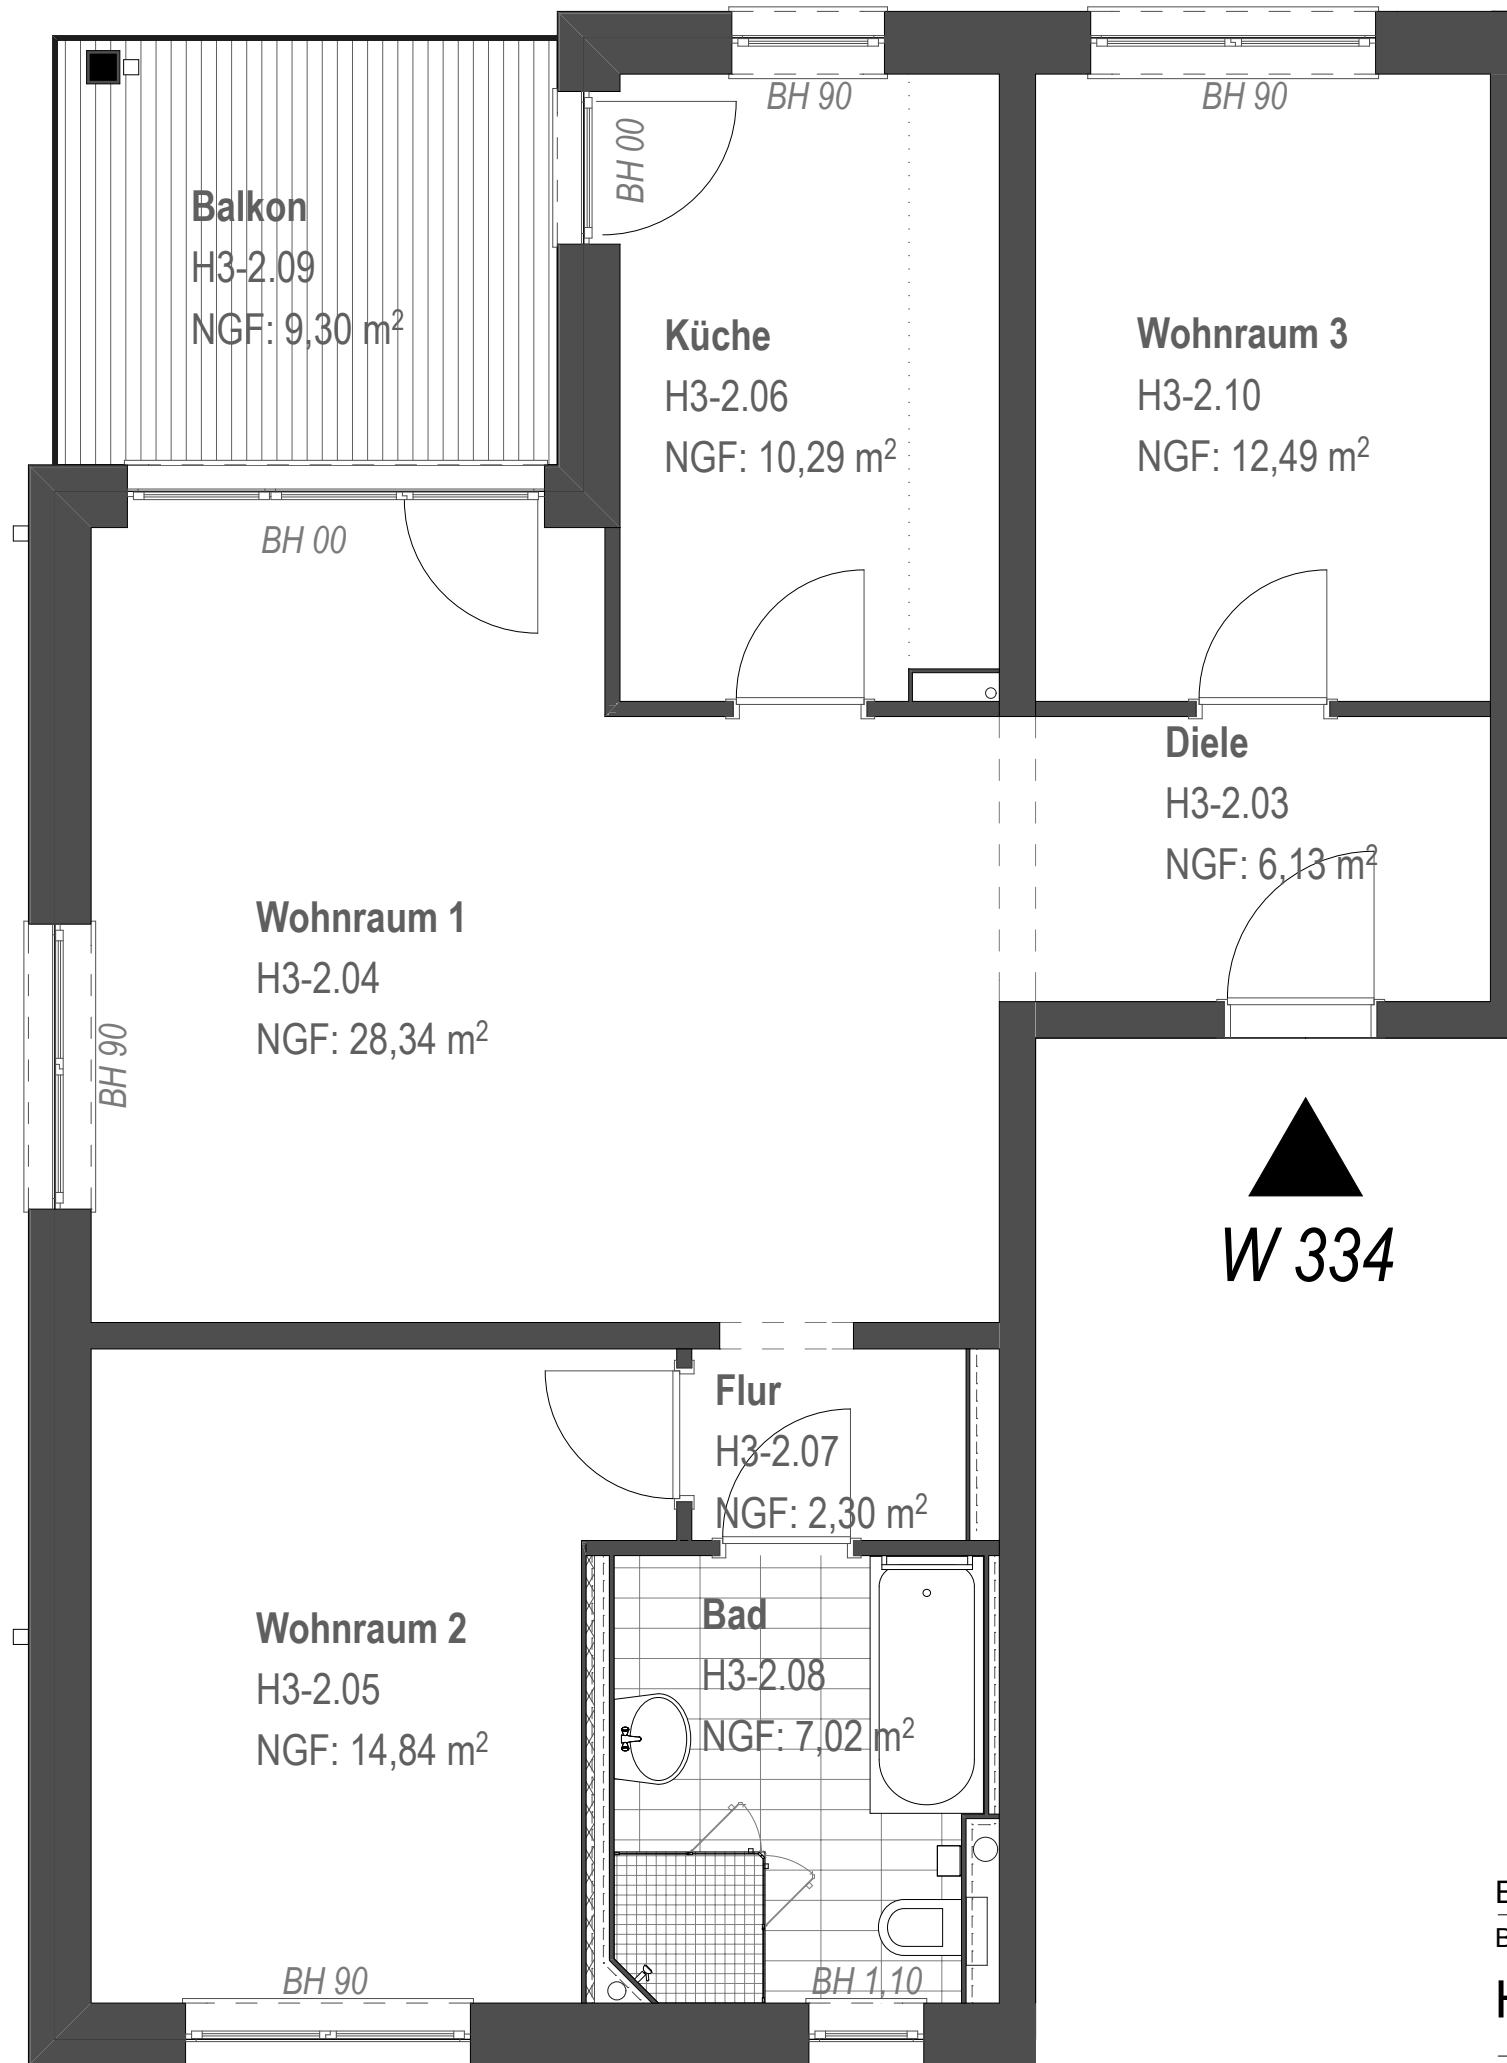 BH 90
BH 90
BH 00
Balkon
H3-2.09
NGF: 9,30 m²
Küche
H3-2.06
NGF: 10,29 m²
Wohnraum 3
H3-2.10
NGF: 12,49 m²
BH 00
Diele
H3-2.03
NGF: 6,13 m²
Wohnraum 1
H3-2.04
NGF: 28,34 m²
BH 90
W 334
Flur
H3-2.07
NGF: 2,30 m²
Wohnraum 2
H3-2.05
NGF: 14,84 m²
Bad
H3-2.08
NGF: 7,02 m²
BH 90
BH 1,10